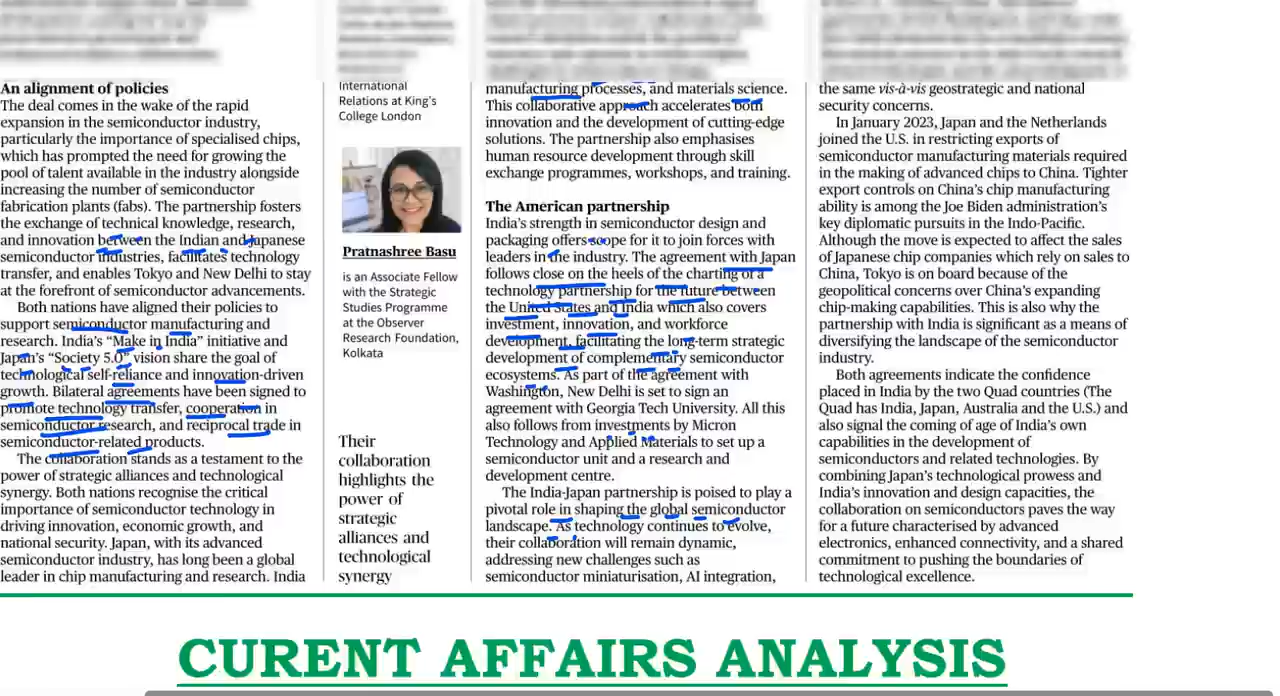 An alignment of policies
The deal comes in the wake of the rapid
expansion in the semiconductor industry,
particularly the importance of specialised chips,
which has prompted the need for growing the
pool of talent available in the industry alongside
increasing the number of semiconductor
fabrication plants (fabs). The partnership fosters
the exchange of technical knowledge, research,
and innovation between the Indian and Japanese
semiconductor industries, facilitates technology
transfer, and enables Tokyo and New Delhi to stay
at the forefront of semiconductor advancements.
Both nations have aligned their policies to
support semiconductor manufacturing and
research. India's “Make in India” initiative and
Japan's “Society 5.0” vision share the goal of
technological self-reliance and innovation-driven
growth. Bilateral agreements have been signed to
promote technology transfer, cooperation in
semiconductor research, and reciprocal trade in
semiconductor-related products.
The collaboration stands as a testament to the
power of strategic alliances and technological
synergy. Both nations recognise the critical
importance of semiconductor technology in
driving innovation, economic growth, and
national security. Japan, with its advanced
semiconductor industry, has long been a global
leader in chip manufacturing and research. India
International
Relations at King's
College London
Pratnashree Basu
is an Associate Fellow
with the Strategic
Studies Programme
at the Observer
Research Foundation,
Kolkata
Their
collaboration
highlights the
power of
strategic
alliances and
technological
synergy
manufacturing processes, and materials science.
This collaborative approach accelerates both
innovation and the development of cutting-edge
solutions. The partnership also emphasises
human resource development through skill
exchange programmes, workshops, and training.
The American partnership
India's strength in semiconductor design and
packaging offers scope for it to join forces with
leaders in the industry. The agreement with Japan
follows close on the heels of the charting of a
technology partnership for the future between
the United States and India which also covers
investment, innovation, and workforce
development, facilitating the long-term strategic
development of complementary semiconductor
ecosystems. As part of the agreement with
Washington, New Delhi is set to sign an
agreement with Georgia Tech University. All this
also follows from investments by Micron
Technology and Applied Materials to set up a
semiconductor unit and a research and
development centre.
The India-Japan partnership is poised to play a
pivotal role in shaping the global semiconductor
landscape. As technology continues to evolve,
their collaboration will remain dynamic,
addressing new challenges such as
semiconductor miniaturisation, AI integration,
the same vis-à-vis geostrategic and national
security concerns.
In January 2023, Japan and the Netherlands
joined the U.S. in restricting exports of
semiconductor manufacturing materials required
in the making of advanced chips to China. Tighter
export controls on China's chip manufacturing
ability is among the Joe Biden administration's
key diplomatic pursuits in the Indo-Pacific.
Although the move is expected to affect the sales
of Japanese chip companies which rely on sales to
China, Tokyo is on board because of the
geopolitical concerns over China's expanding
chip-making capabilities. This is also why the
partnership with India is significant as a means of
diversifying the landscape of the semiconductor
industry.
Both agreements indicate the confidence
placed in India by the two Quad countries (The
Quad has India, Japan, Australia and the U.S.) and
also signal the coming of age of India's own
capabilities in the development of
semiconductors and related technologies. By
combining Japan's technological prowess and
India's innovation and design capacities, the
collaboration on semiconductors paves the way
for a future characterised by advanced
electronics, enhanced connectivity, and a shared
commitment to pushing the boundaries of
technological excellence.
CURENT AFFAIRS ANALYSIS